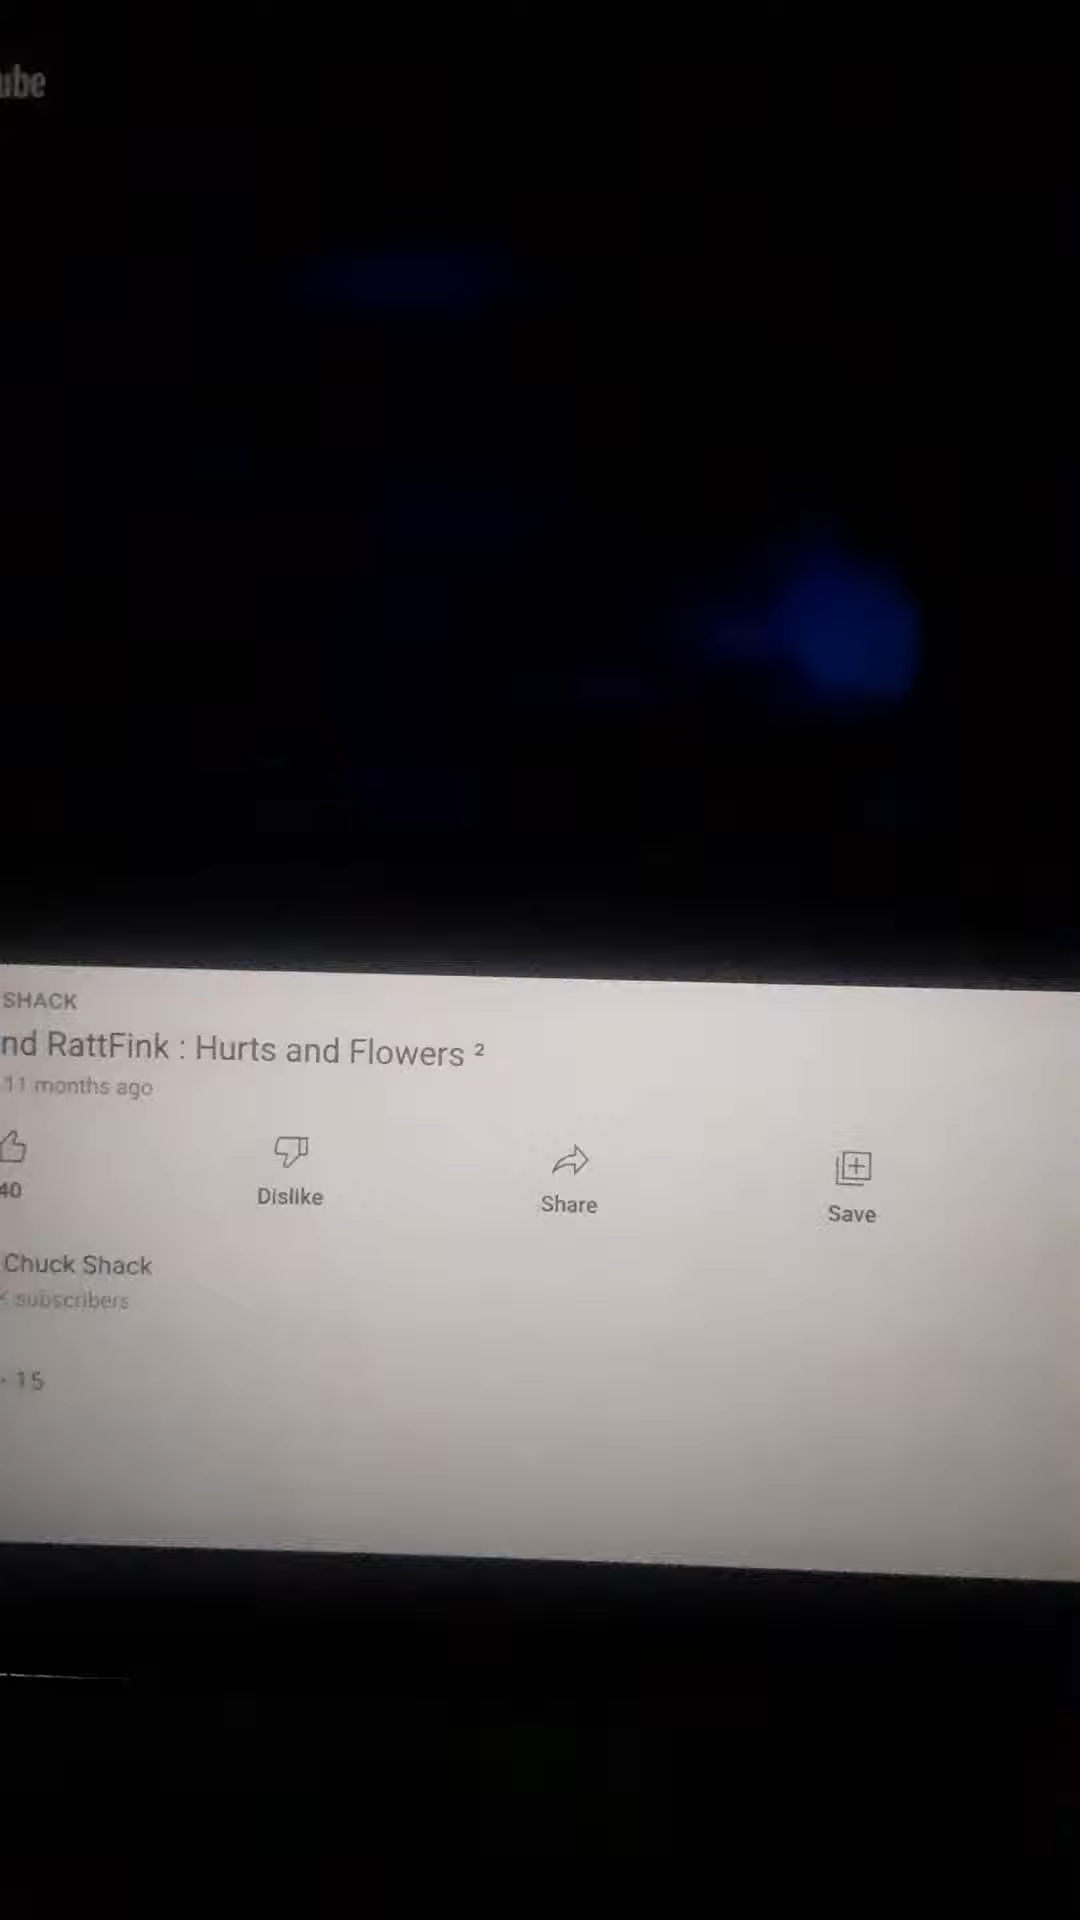 ube
SHACK
nd RattFink : Hurts and Flowers ²
11 months ago
40
Dislike
Share
Save
Chuck Shack
subscribers
15